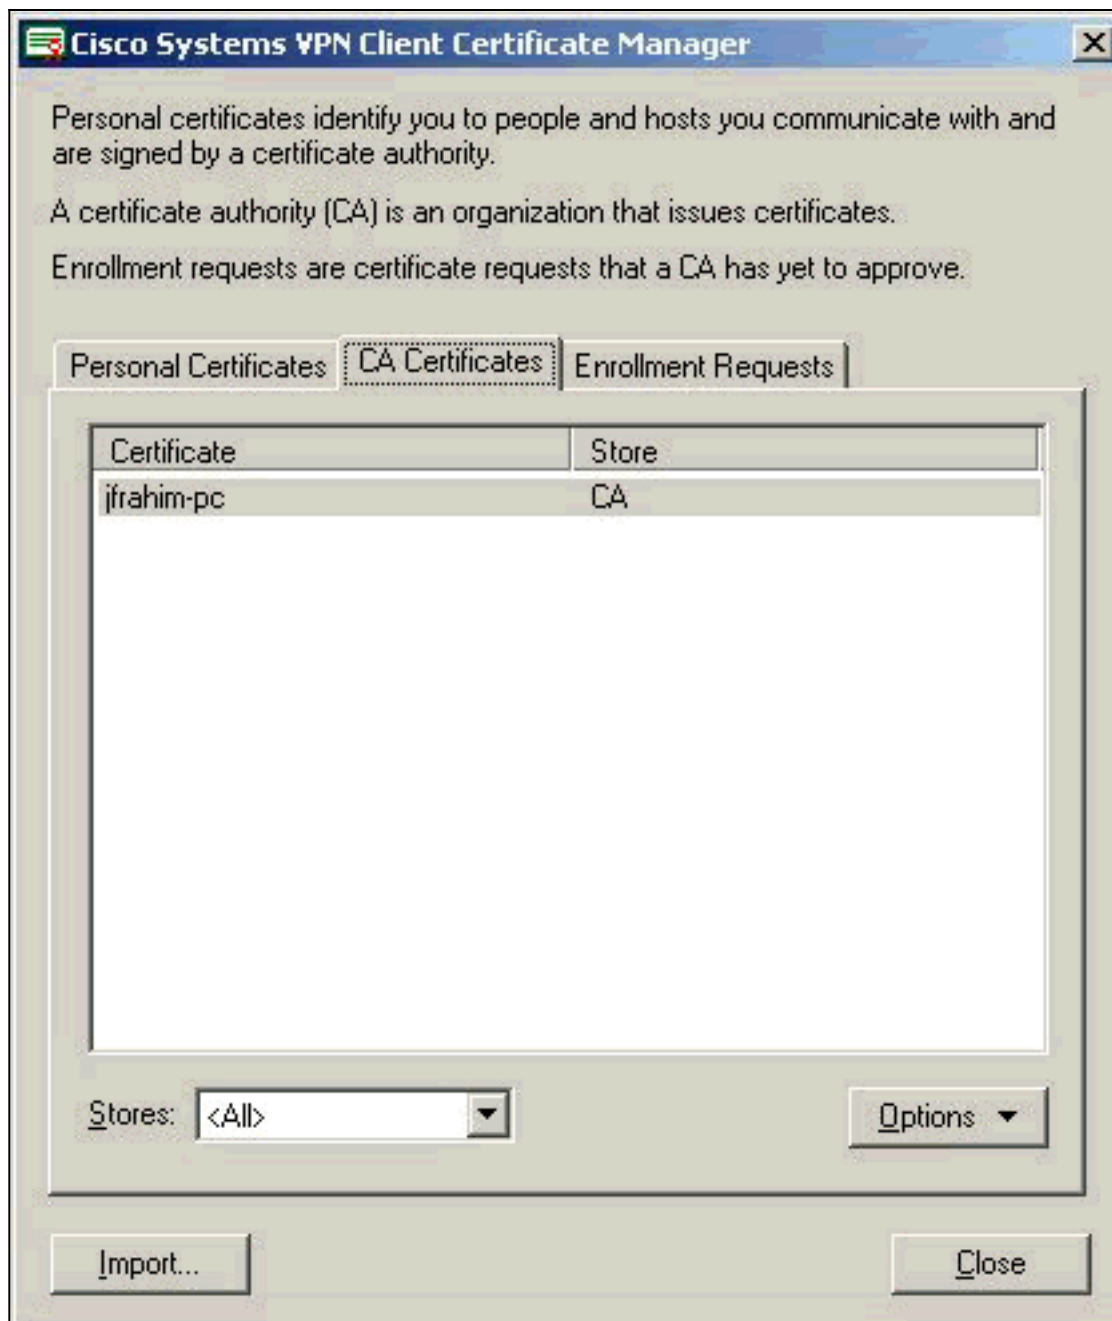 Cisco Systems VPN Client Certificate Manager
Personal certificates identify you to people and hosts you communicate with and
are signed by a certificate authority.
A certificate authority (CA) is an organization that issues certificates.
Enrollment requests are certificate requests that a CA has yet to approve.
Personal Certificates CA Certificates Enrollment Requests
Certificate Store
jfrahim-pc CA
Stores: <All> Options
Import... Close